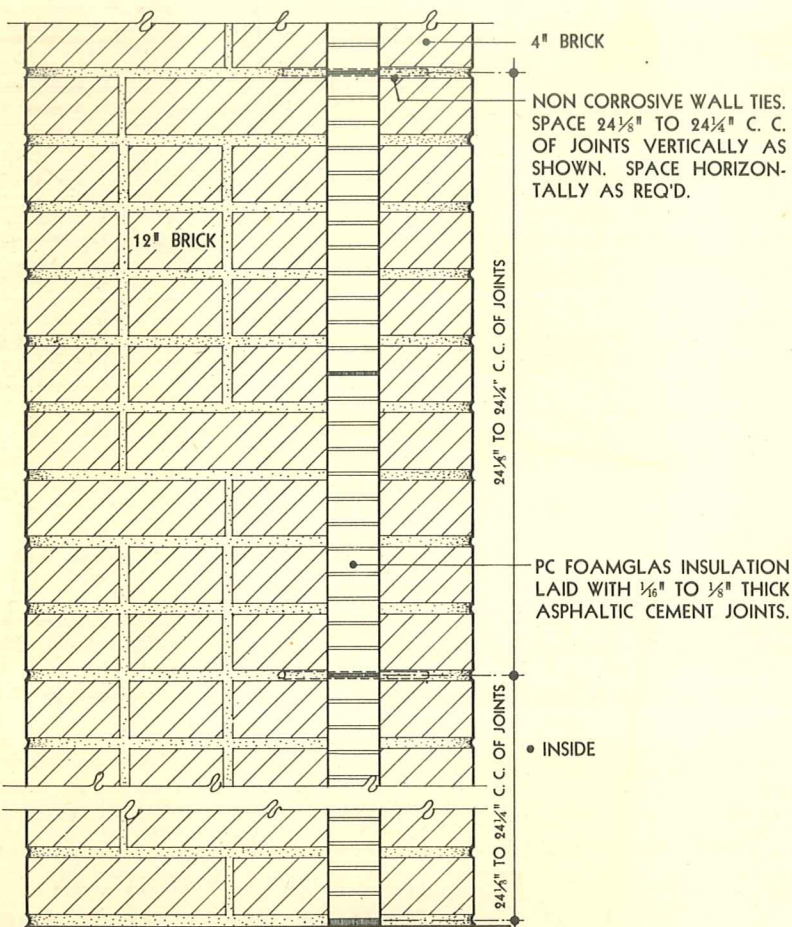 4" BRICK
NON CORROSIVE WALL TIES.
SPACE 24⅛" TO 24¼" C. C.
OF JOINTS VERTICALLY AS
SHOWN. SPACE HORIZON-
TALLY AS REQ'D.
12" BRICK
24⅛" TO 24¼" C. C. OF JOINTS
PC FOAMGLAS INSULATION
LAID WITH 1/16" TO ⅛" THICK
ASPHALTIC CEMENT JOINTS.
INSIDE
24⅛" TO 24¼" C. C. OF JOINTS